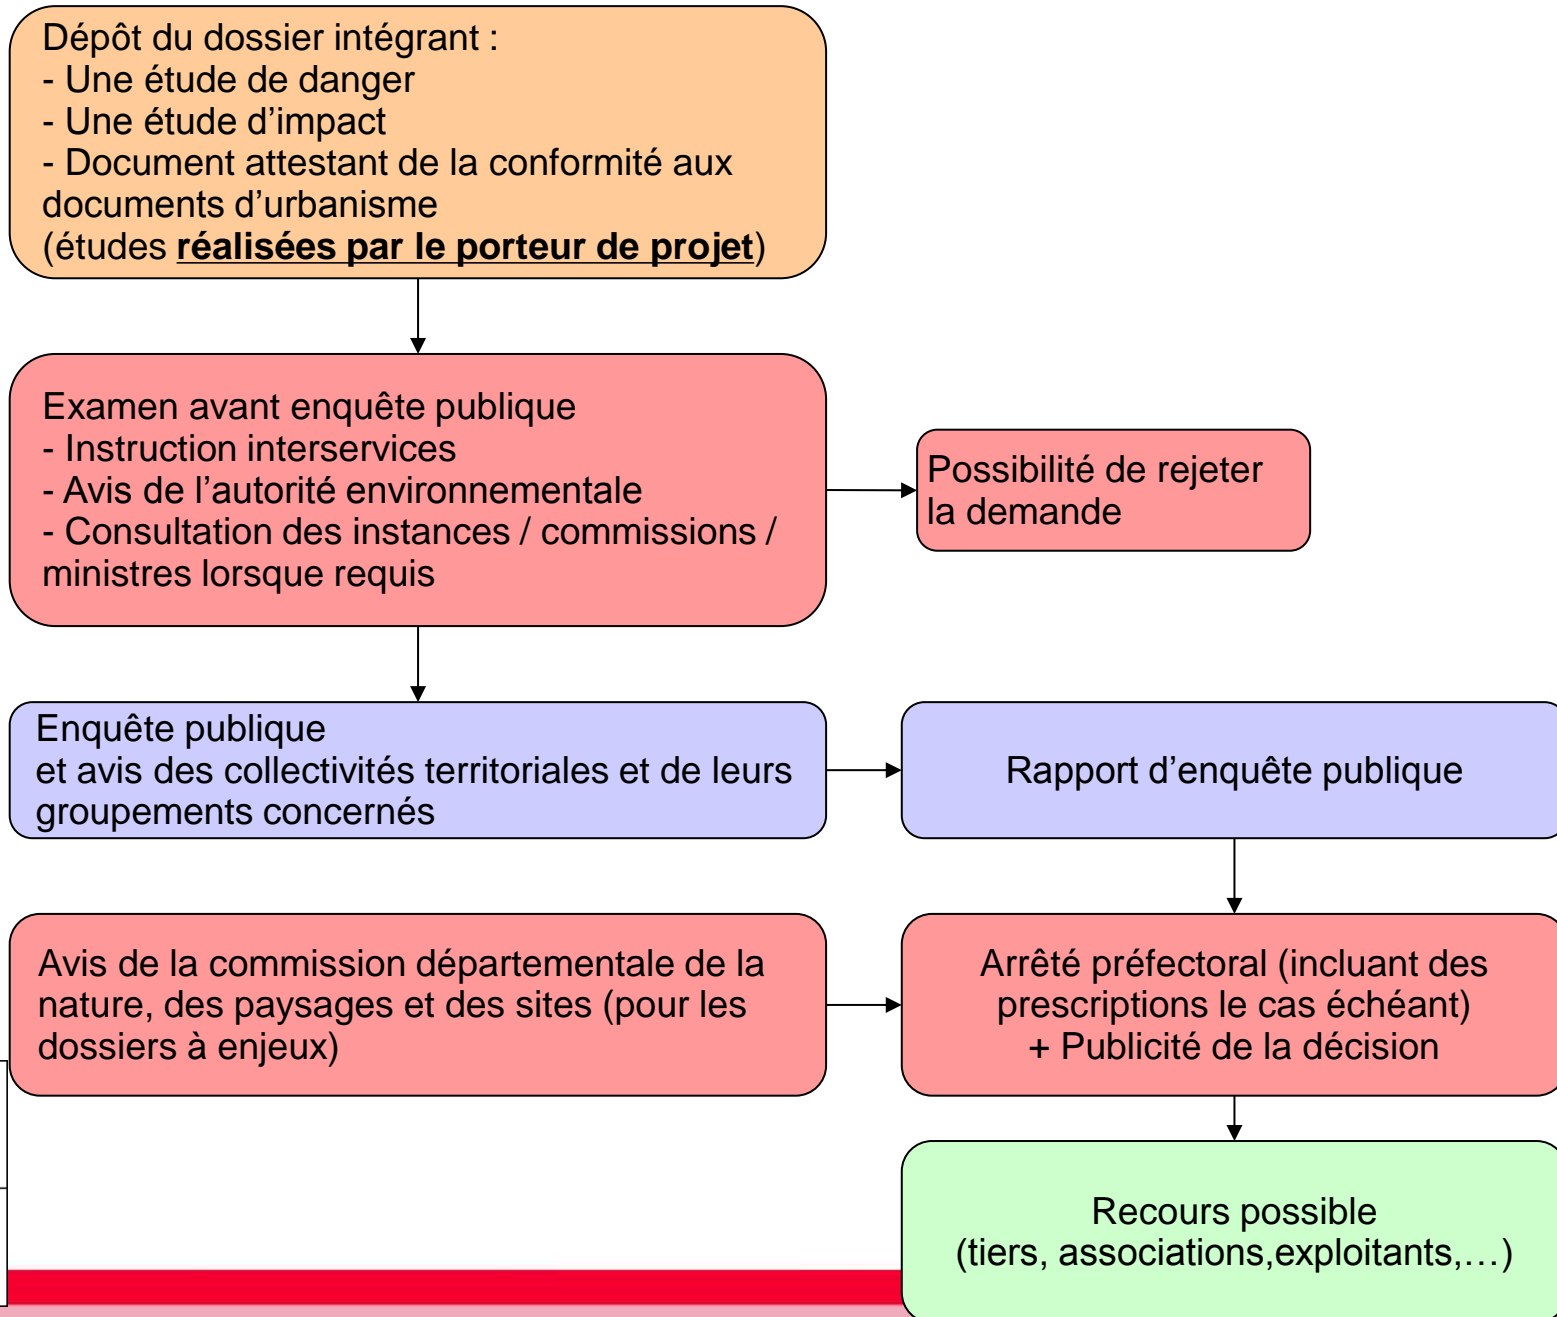 Dépôt du dossier intégrant :
- Une étude de danger
- Une étude d’impact
- Document attestant de la conformité aux
documents d’urbanisme
(études réalisées par le porteur de projet)
Examen avant enquête publique
- Instruction interservices
- Avis de l’autorité environnementale
- Consultation des instances / commissions /
ministres lorsque requis
Possibilité de rejeter
la demande
Enquête publique
et avis des collectivités territoriales et de leurs
groupements concernés
Rapport d’enquête publique
Avis de la commission départementale de la
nature, des paysages et des sites (pour les
dossiers à enjeux)
Arrêté préfectoral (incluant des
prescriptions le cas échéant)
+ Publicité de la décision
Recours possible
(tiers, associations,exploitants,…)